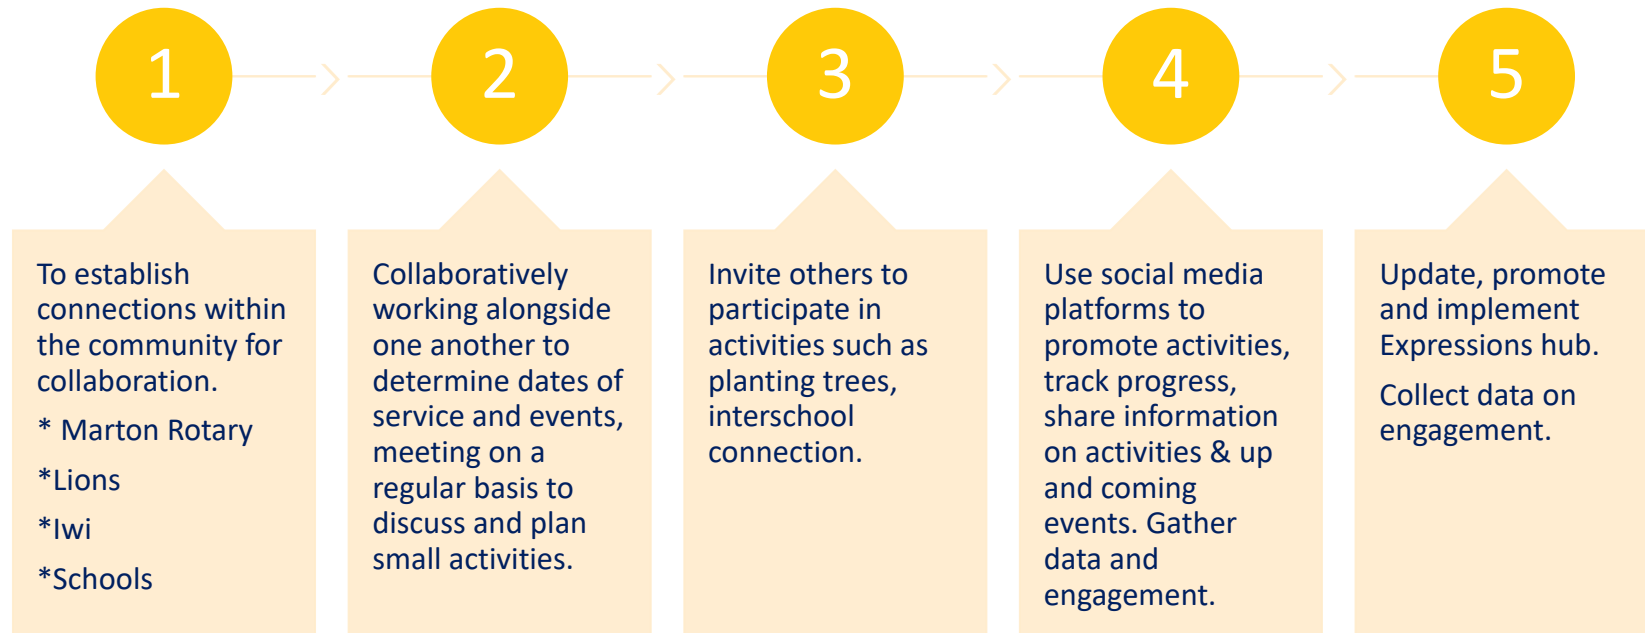 1
2
3
4
5
To establish
connections within
the community for
collaboration.
* Marton Rotary
*Lions
*Iwi
*Schools
Collaboratively
working alongside
one another to
determine dates of
service and events,
meeting on a
regular basis to
discuss and plan
small activities.
Invite others to
participate in
activities such as
planting trees,
interschool
connection.
Use social media
platforms to
promote activities,
track progress,
share information
on activities & up
and coming
events. Gather
data and
engagement.
Update, promote
and implement
Expressions hub.
Collect data on
engagement.